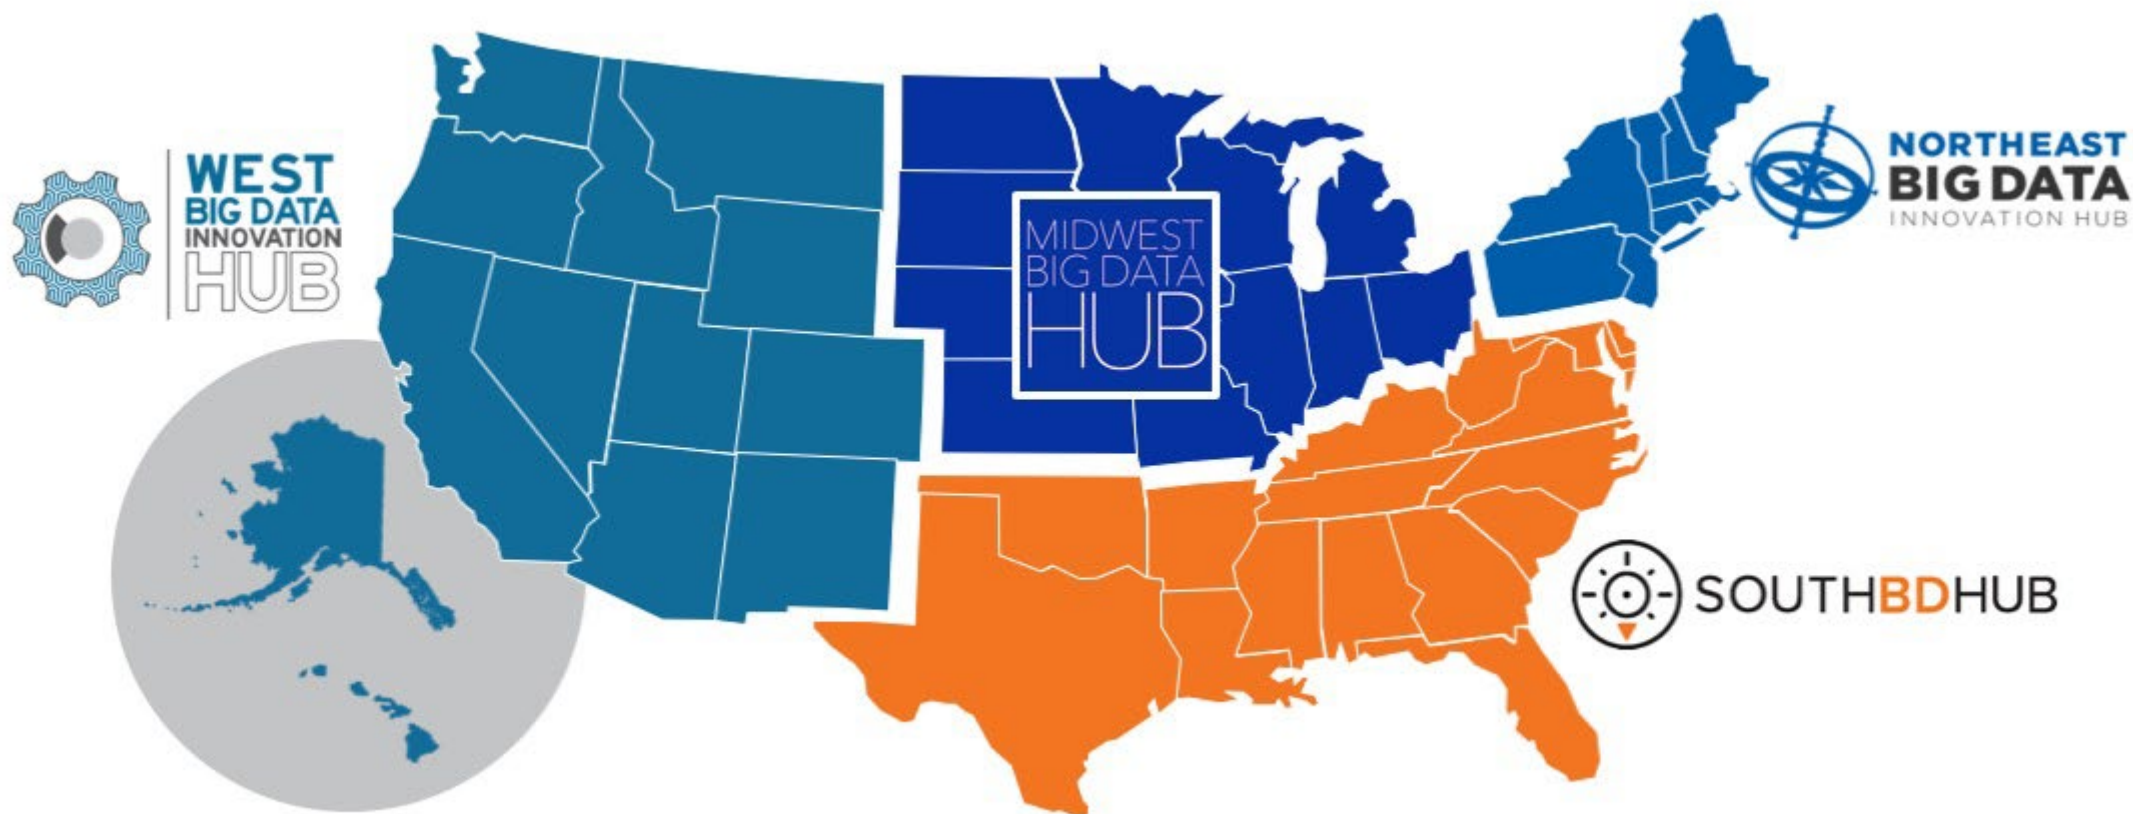 WEST
BIG DATA
INNOVATION
HUB
MIDWEST
BIG DATA
HUB
NORTHEAST
BIG DATA
INNOVATION HUB
SOUTHBDHUB